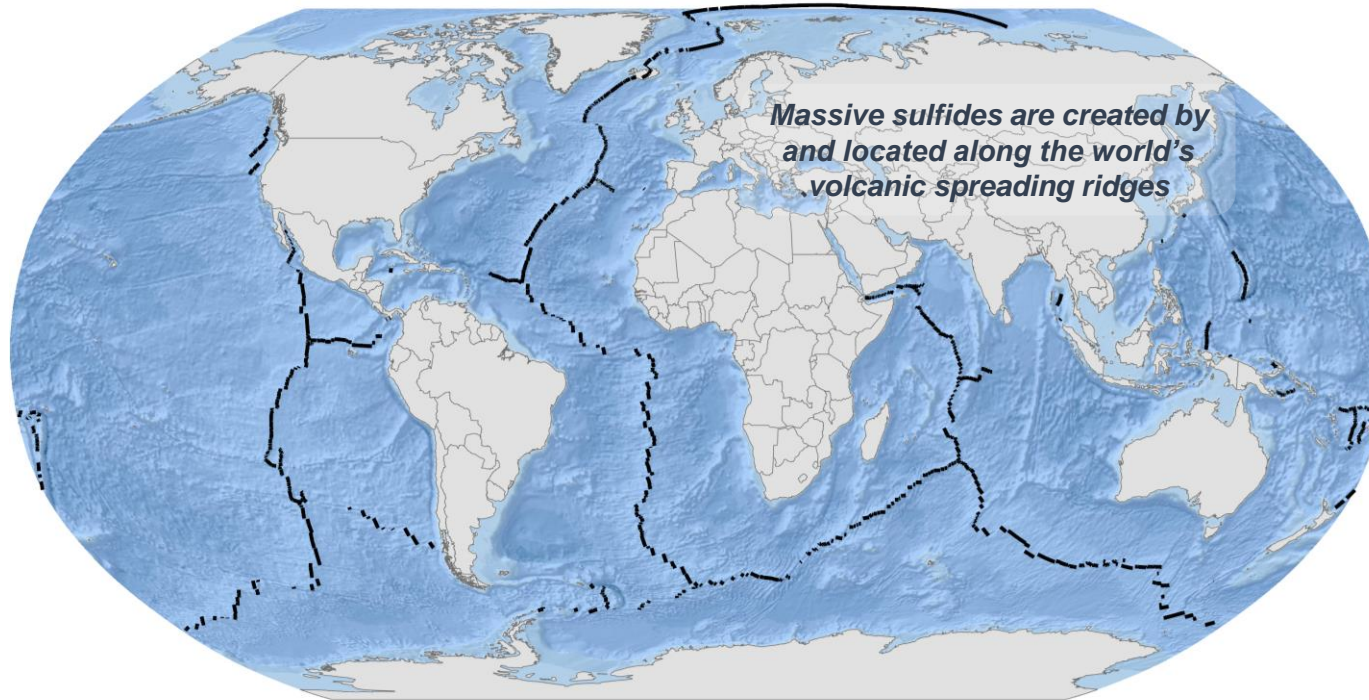 Massive sulfides are created by
and located along the world’s
volcanic spreading ridges